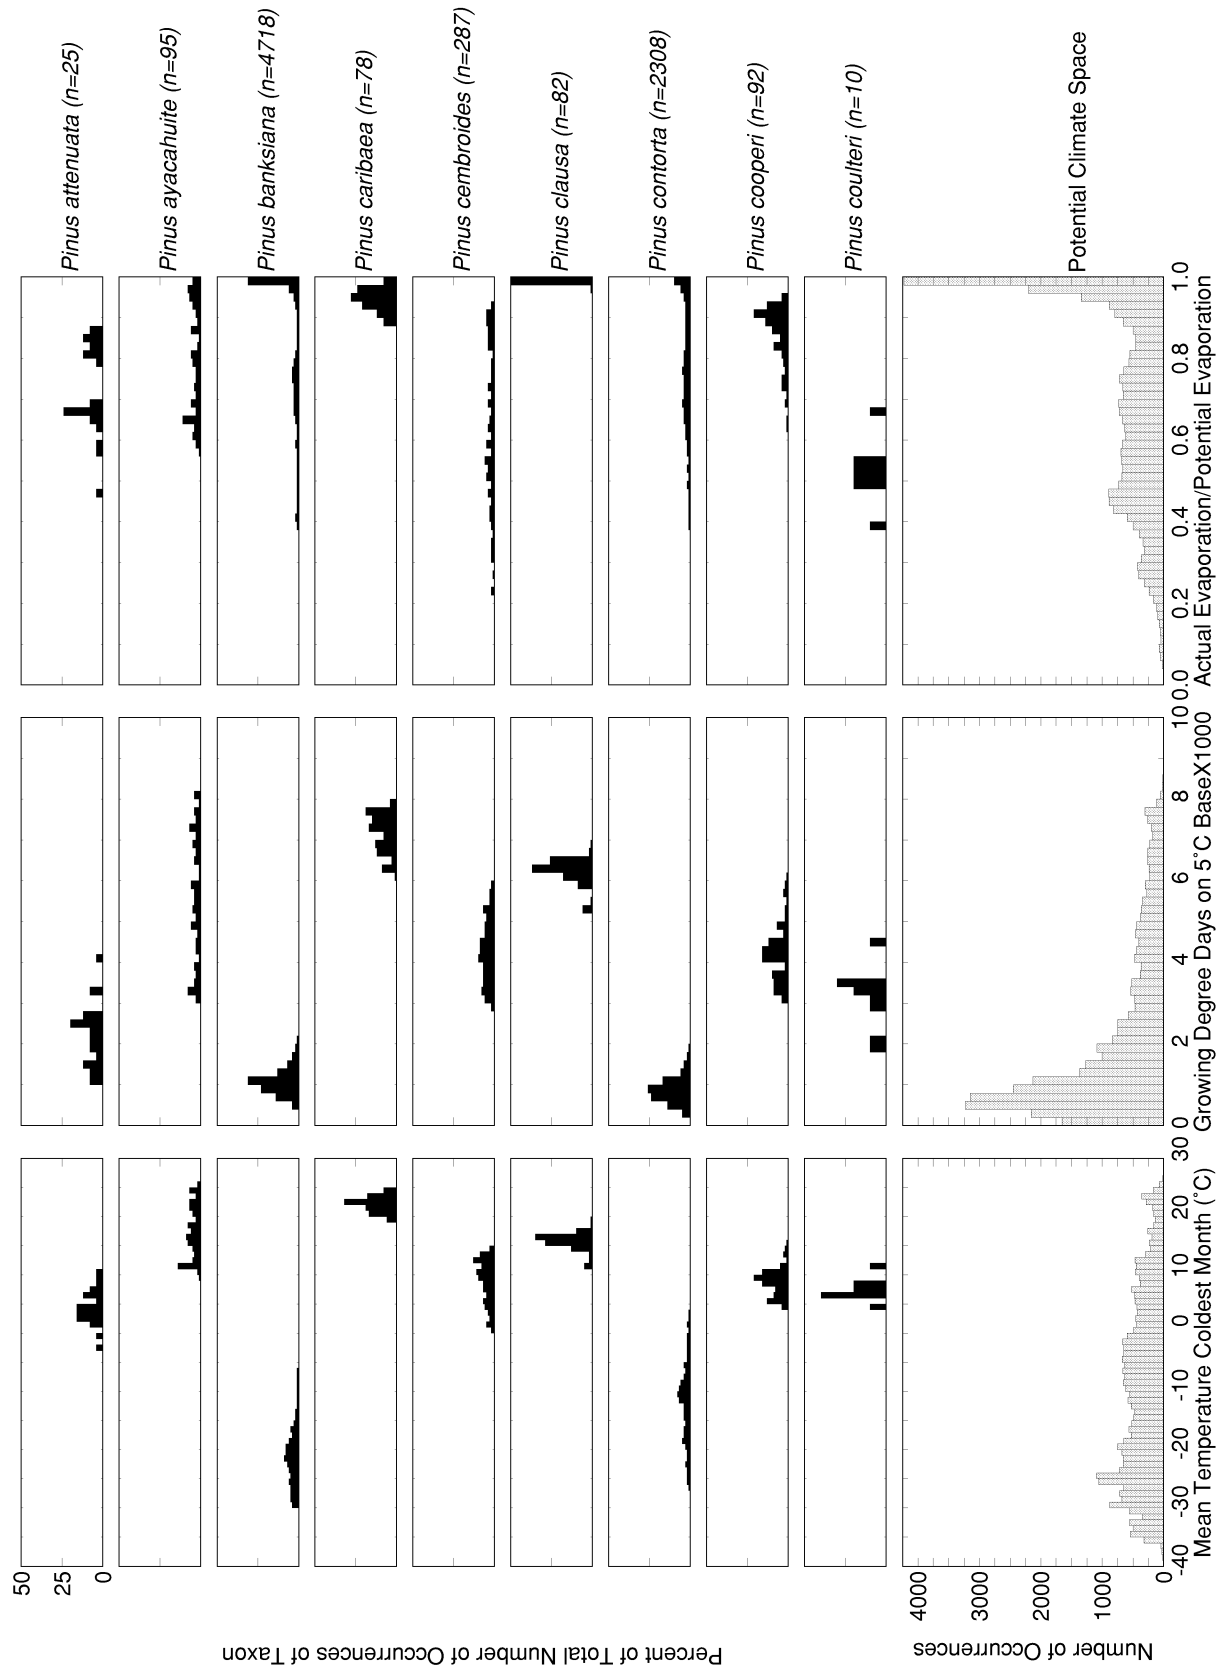 50
25
0
Pinus attenuata (n=25)
Pinus ayacahuite (n=95)
Pinus banksiana (n=4718)
Pinus caribaea (n=78)
Pinus cembroides (n=287)
Pinus clausa (n=82)
Pinus contorta (n=2308)
Pinus cooperi (n=92)
Pinus coulteri (n=10)
Potential Climate Space
Percent of Total Number of Occurrences of Taxon
Number of Occurrences
4000
3000
2000
1000
0
-40 -30 -20 -10 0 10 20 30
Mean Temperature Coldest Month (˚C)
0 2 4 6 8 10
Growing Degree Days on 5˚C BaseX1000
0.0 0.2 0.4 0.6 0.8 1.0
Actual Evaporation/Potential Evaporation